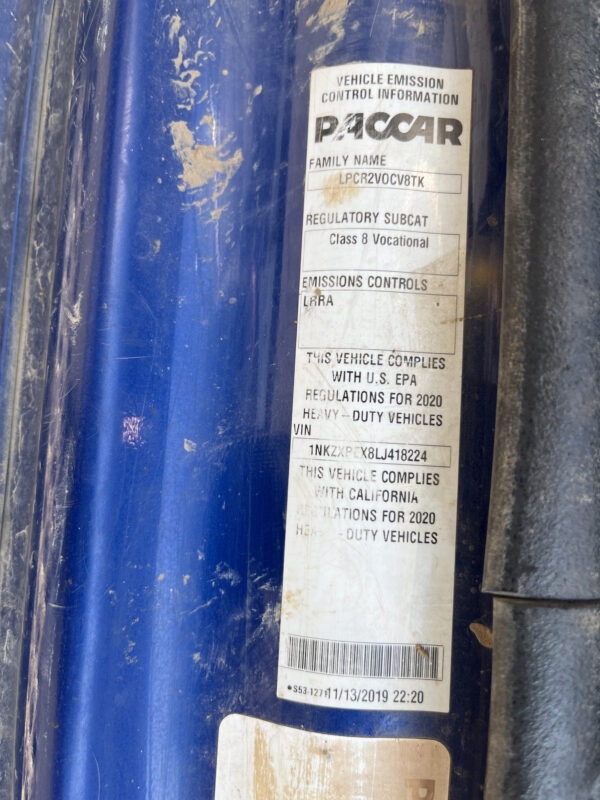 VEHICLE EMISSION
CONTROL INFORMATION
PACCAR
FAMILY NAME
LPCR2VOCV8TK
REGULATORY SUBCAT
Class 8 Vocational
EMISSIONS CONTROLS
LRRA
THIS VEHICLE COMPLIES
WITH U.S. EPA
REGULATIONS FOR 2020
HEAVY-DUTY VEHICLES
VIN
1NKZXPEX8LJ418224
THIS VEHICLE COMPLIES
WITH CALIFORNIA
REGULATIONS FOR 2020
HEAVY-DUTY VEHICLES
11/13/2019 22:20